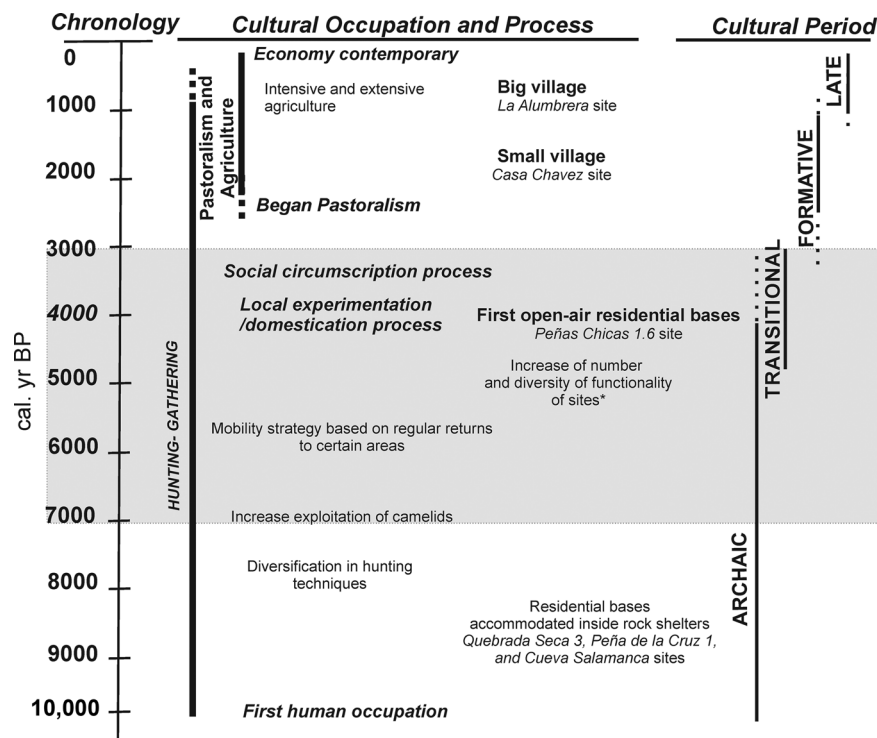 Chronology
Cultural Occupation and Process
Cultural Period
cal. yr BP
0
1000
2000
3000
4000
5000
6000
7000
8000
9000
10,000
HUNTING- GATHERING
Pastoralism and
Agriculture
Economy contemporary
Intensive and extensive
agriculture
Big village
La Alumbrera site
Small village
Casa Chavez site
Began Pastoralism
Social circumscription process
Local experimentation
/domestication process
First open-air residential bases
Peñas Chicas 1.6 site
Increase of number
and diversity of functionality
of sites*
Mobility strategy based on regular returns
to certain areas
Increase exploitation of camelids
Diversification in hunting
techniques
Residential bases
accommodated inside rock shelters
Quebrada Seca 3, Peña de la Cruz 1,
and Cueva Salamanca sites
First human occupation
LATE
FORMATIVE
TRANSITIONAL
ARCHAIC